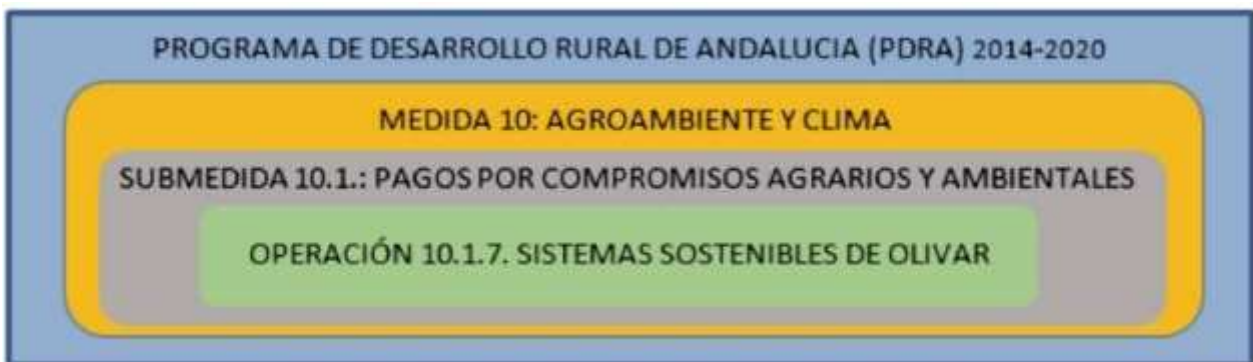 PROGRAMA DE DESARROLLO RURAL DE ANDALUCIA (PDRA) 2014-2020
MEDIDA 10: AGROAMBIENTE Y CLIMA
SUBMEDIDA 10.1.: PAGOS POR COMPROMISOS AGRARIOS Y AMBIENTALES
OPERACIÓN 10.1.7. SISTEMAS SOSTENIBLES DE OLIVAR